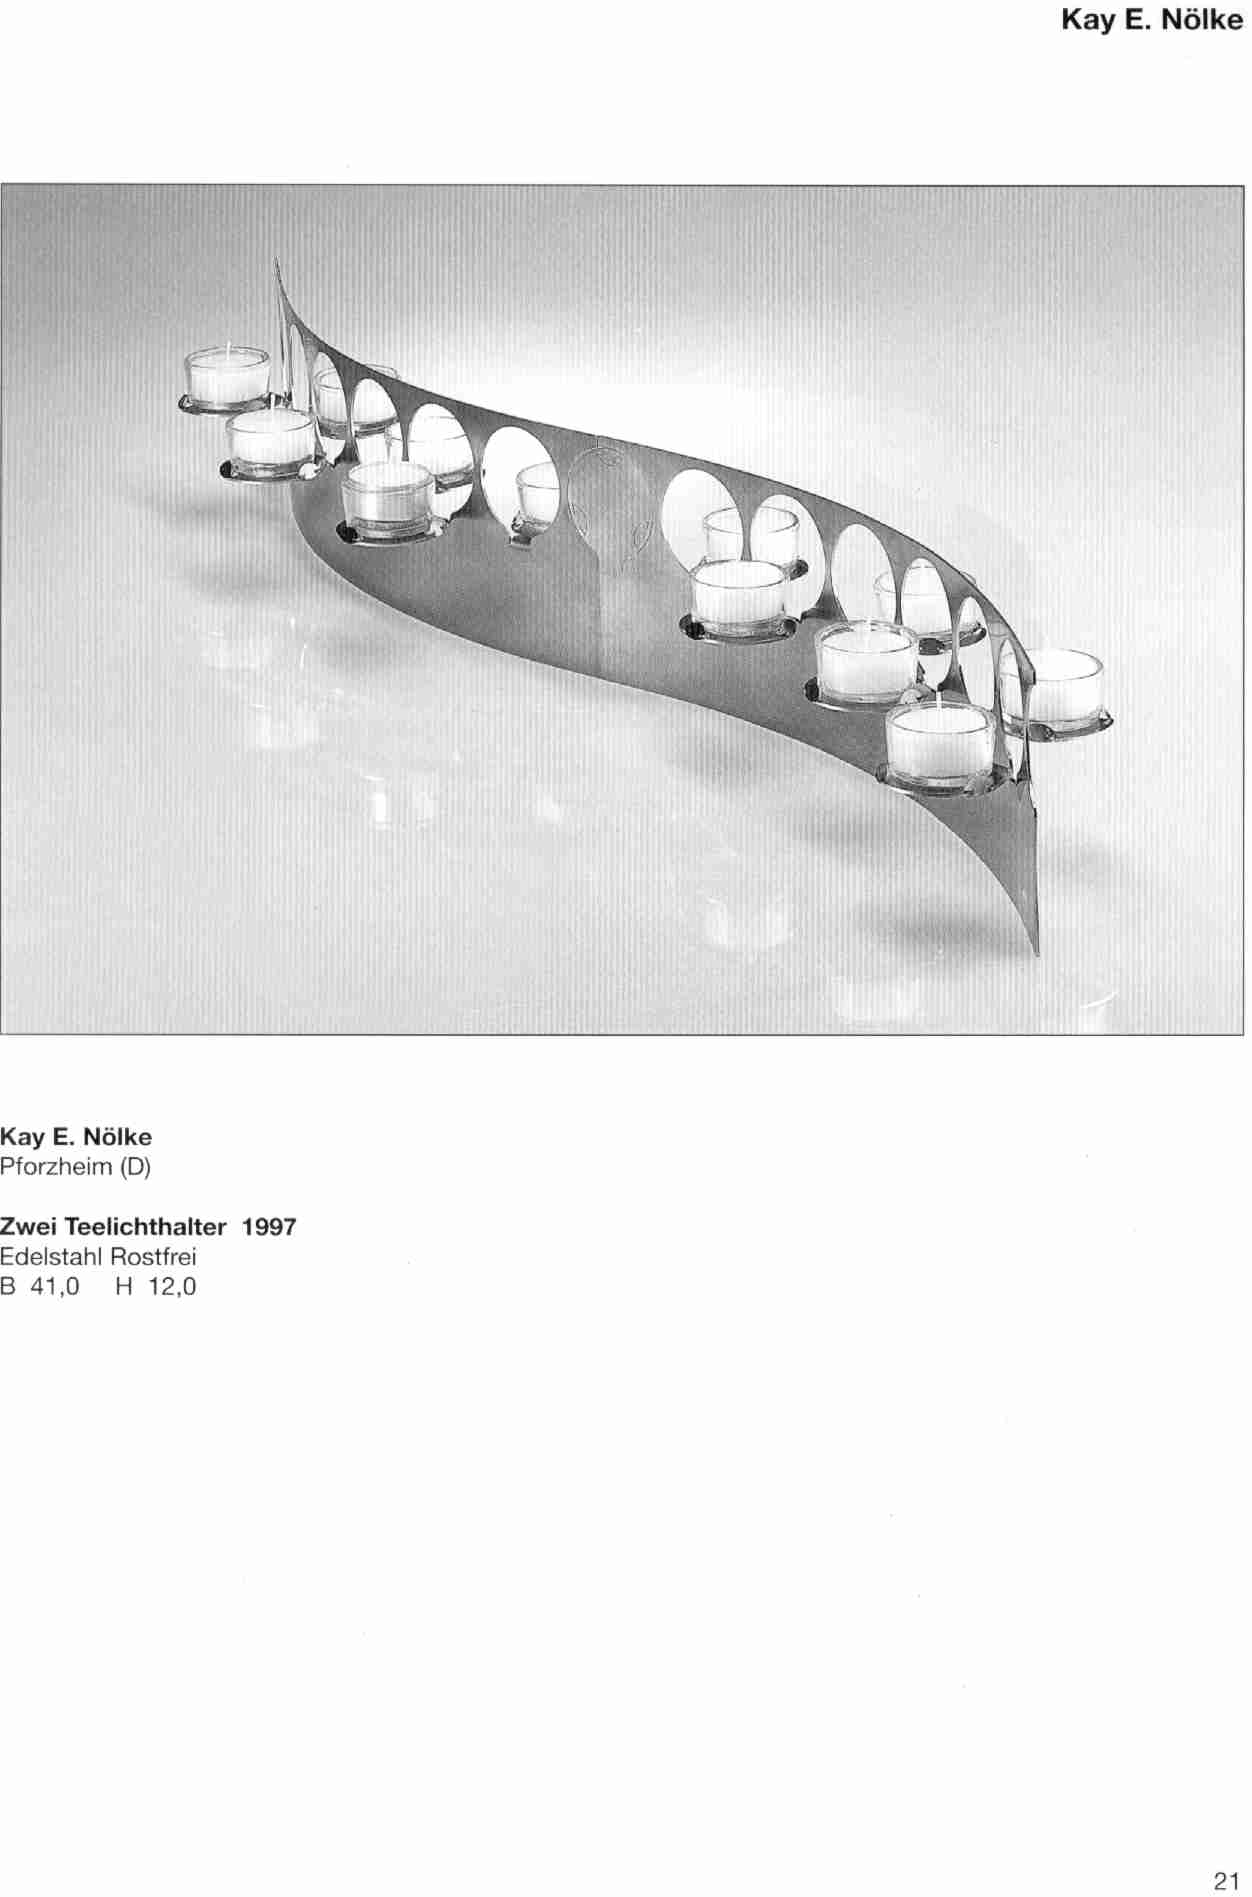 Kay E. Nölke
Kay E. Nölke
Pforzheim (D)
Zwei Teelichthalter 1997
Edelstahl Rostfrei
B 41,0 H 12,0
21